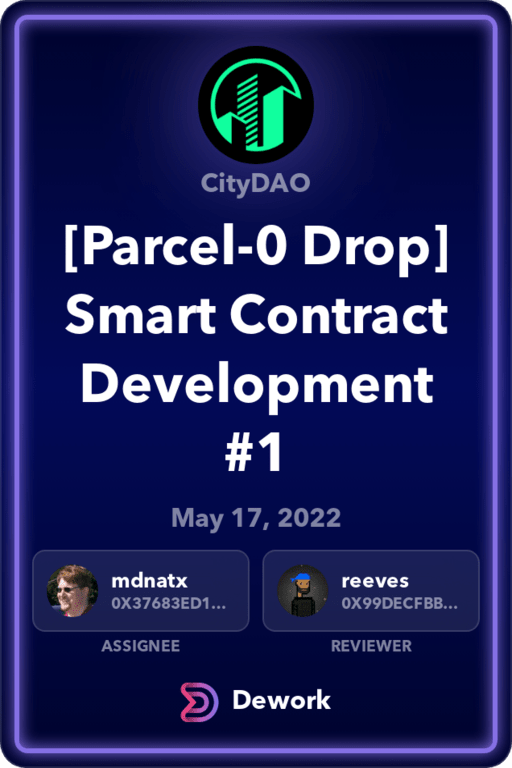 CityDAO
[Parcel-0 Drop]
Smart Contract
Development
#1
May 17, 2022
mdnatx
0X37683ED1...
reeves
0X99DECFBB...
ASSIGNEE
REVIEWER
Dework